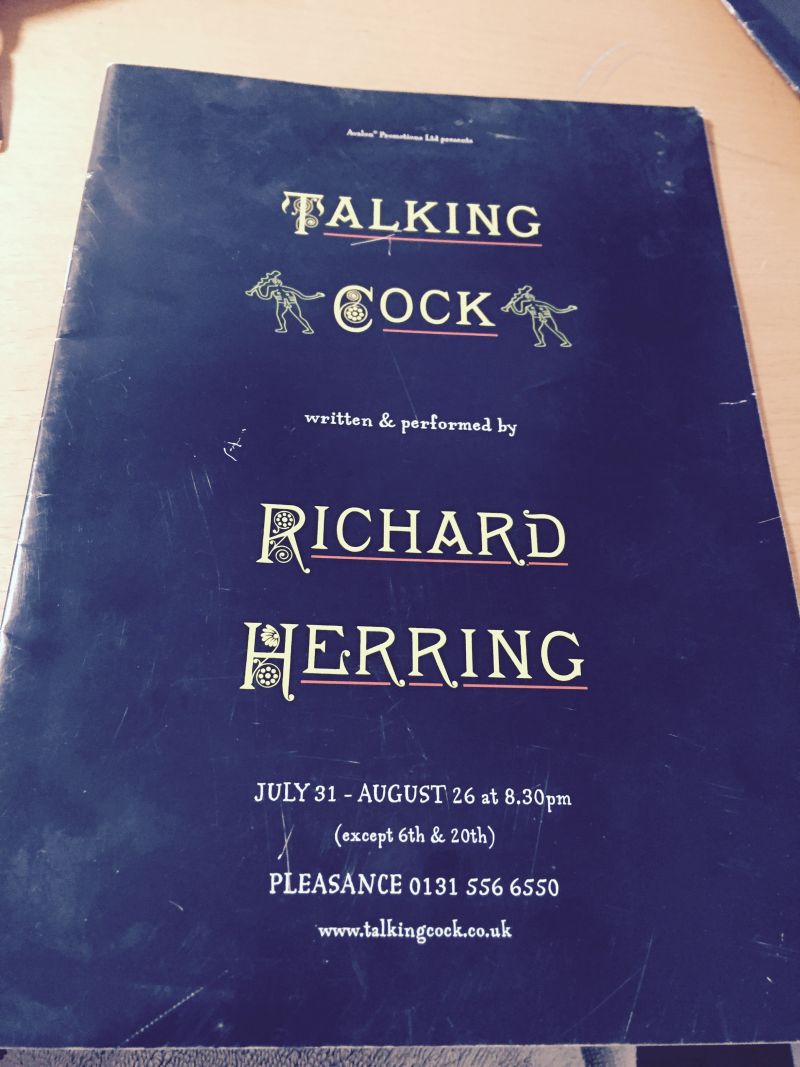 Avalon® Promotions Ltd presents
TALKING
COCK
written & performed by
RICHARD
HERRING
JULY 31 - AUGUST 26 at 8.30pm
(except 6th & 20th)
PLEASANCE 0131 556 6550
www.talkingcock.co.uk